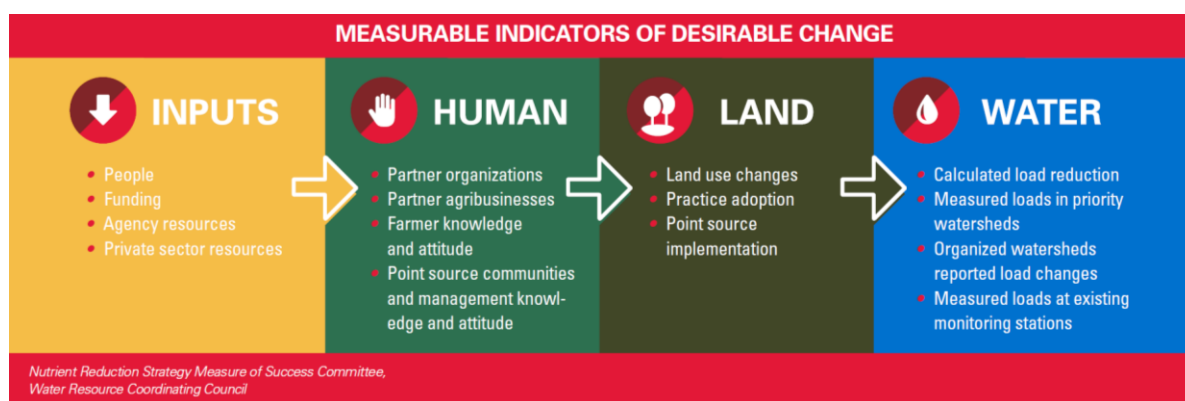 MEASURABLE INDICATORS OF DESIRABLE CHANGE
INPUTS
• People
• Funding
• Agency resources
• Private sector resources
HUMAN
• Partner organizations
• Partner agribusinesses
• Farmer knowledge
and attitude
• Point source communities
and management knowl-
edge and attitude
LAND
• Land use changes
• Practice adoption
• Point source
implementation
WATER
• Calculated load reduction
• Measured loads in priority
watersheds
• Organized watersheds
reported load changes
• Measured loads at existing
monitoring stations
Nutrient Reduction Strategy Measure of Success Committee,
Water Resource Coordinating Council